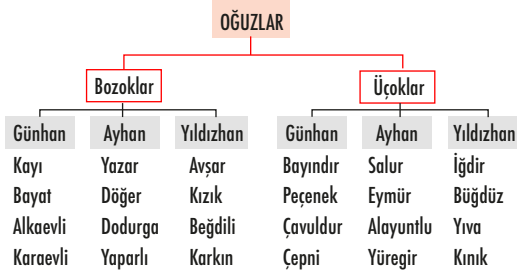 OĞUZLAR
Bozoklar Üçoklar
Günhan Ayhan Yıldızhan Günhan Ayhan Yıldızhan
Kayı Yazar Avşar Bayındır Salur İğdir
Bayat Döğer Kızık Peçenek Eymür Büğdüz
Alkaevli Dodurga Beğdili Çavuldur Alayuntlu Yıva
Karaevli Yaparlı Karkın Çepni Yüregir Kınık